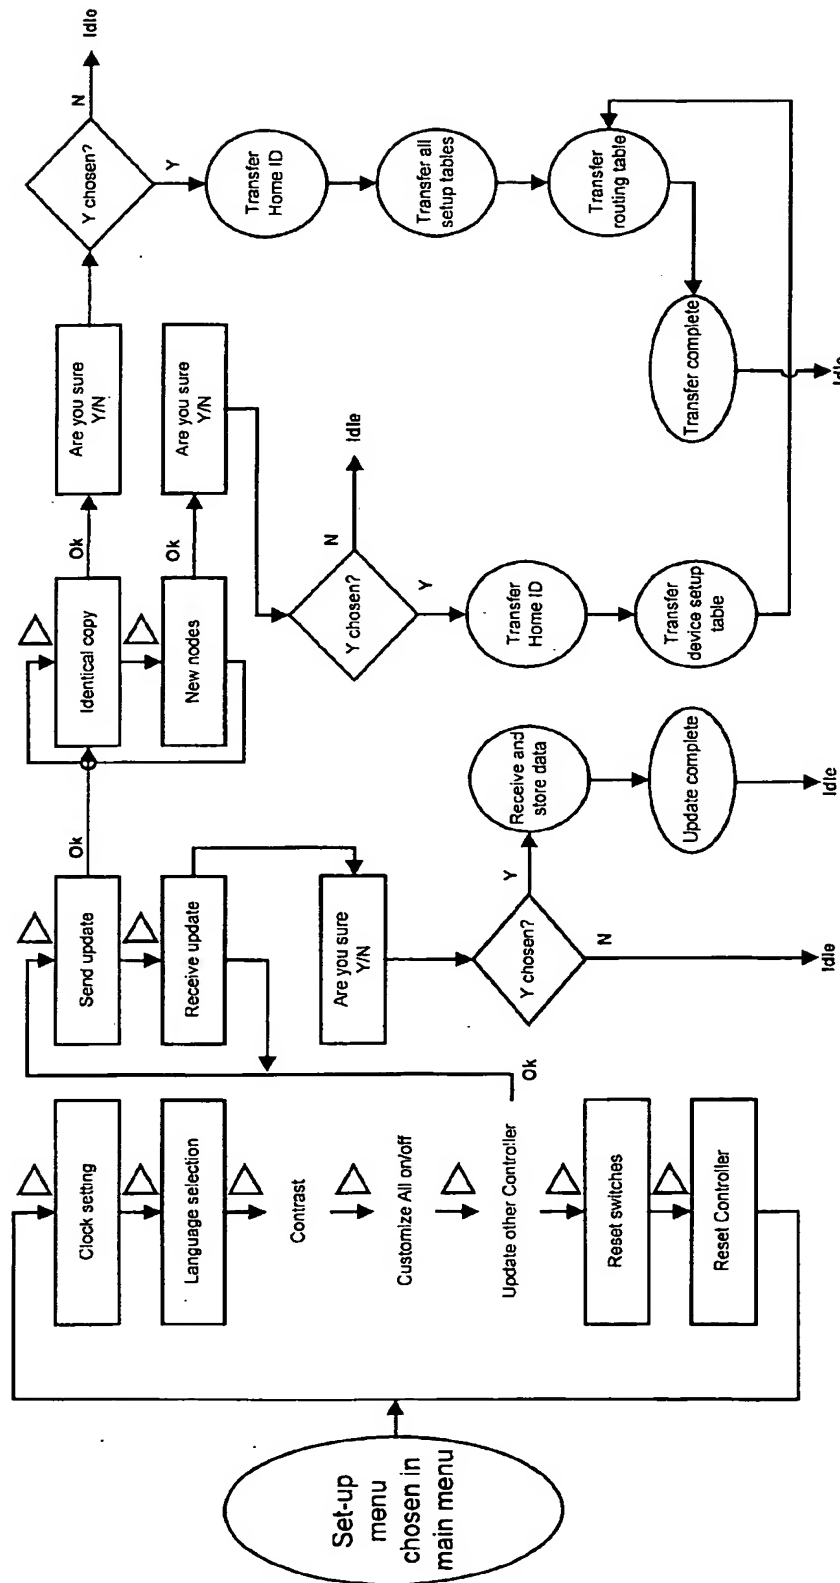 Set-up
menu
chosen in
main menu
Clock setting
Language selection
Contrast
Customize All on/off
Update other Controller
Reset switches
Reset Controller
Ok
Send update
Receive update
Are you sure
Y/N
Y chosen?
N
Idle
Y
Receive and
store data
Update complete
Idle
Ok
Identical copy
New nodes
Ok
Are you sure
Y/N
Ok
Are you sure
Y/N
Y chosen?
N
Idle
Y
Transfer
Home ID
Transfer
device setup
table
Y chosen?
N
Idle
Y
Transfer
Home ID
Transfer all
setup tables
Transfer
routing table
Transfer complete
Idle